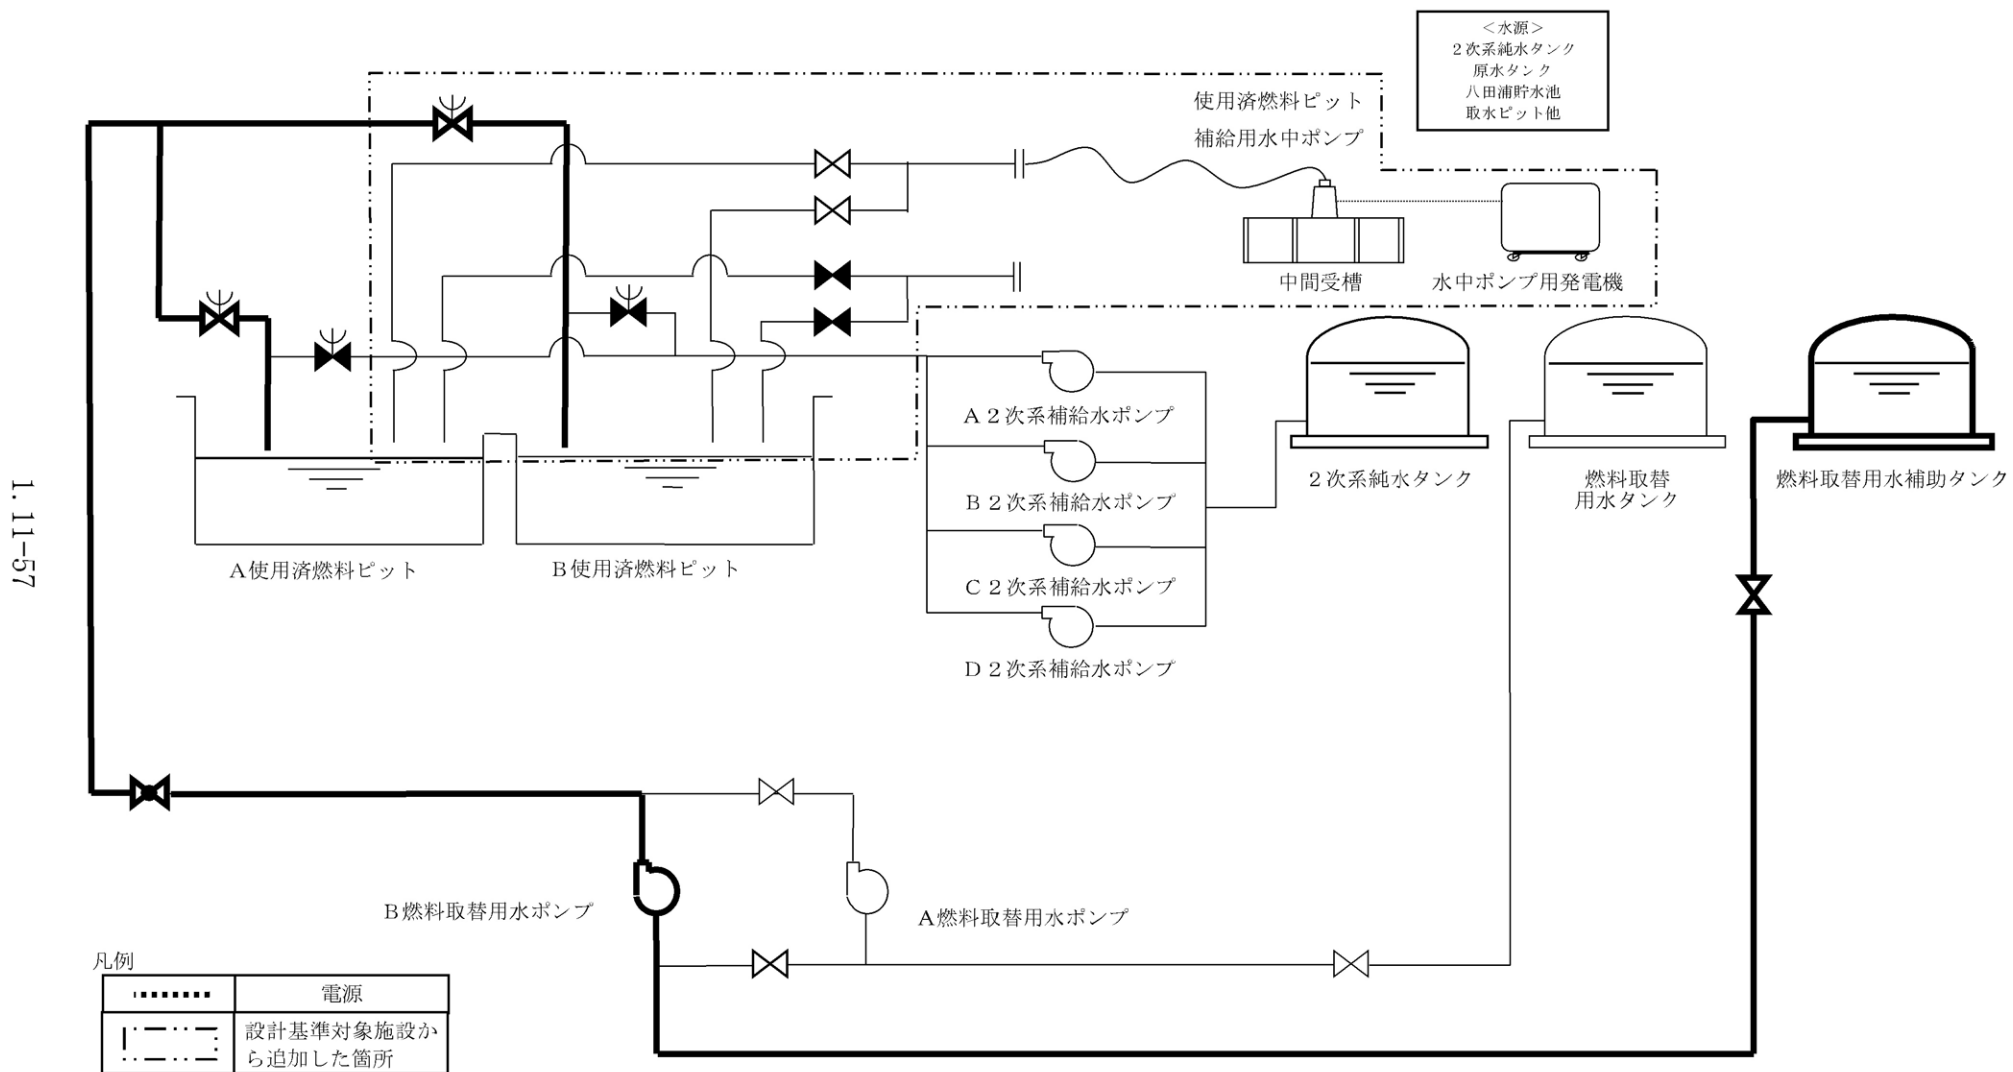 ＜水源＞
２次系純水タンク
原水タンク
八田浦貯水池
取水ピット他
使用済燃料ピット
補給用水中ポンプ
中間受槽
水中ポンプ用発電機
Ａ２次系補給水ポンプ
Ｂ２次系補給水ポンプ
Ｃ２次系補給水ポンプ
Ｄ２次系補給水ポンプ
２次系純水タンク
燃料取替
用水タンク
燃料取替用水補助タンク
Ａ使用済燃料ピット
Ｂ使用済燃料ピット
1.11-57
Ｂ燃料取替用水ポンプ
Ａ燃料取替用水ポンプ
凡例
電源
設計基準対象施設か
ら追加した箇所